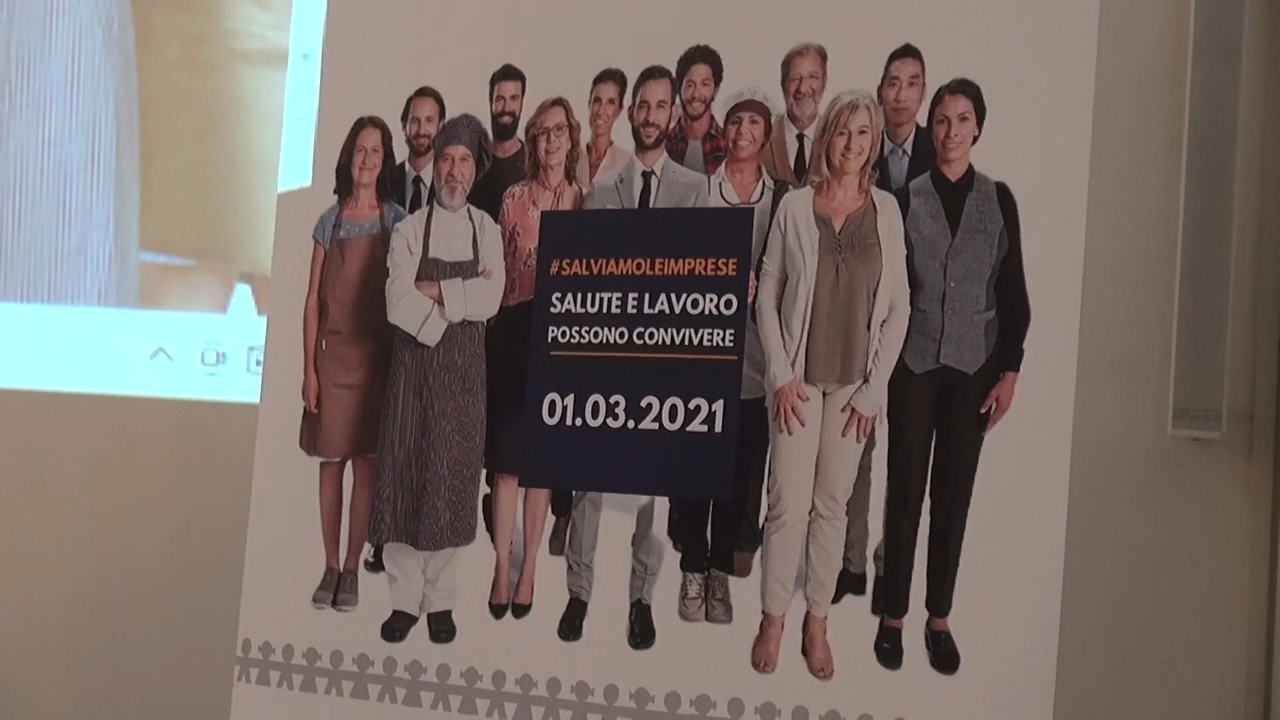 #SALVIAMOLEIMPRESE
SALUTE E LAVORO
POSSONO CONVIVERE
01.03.2021